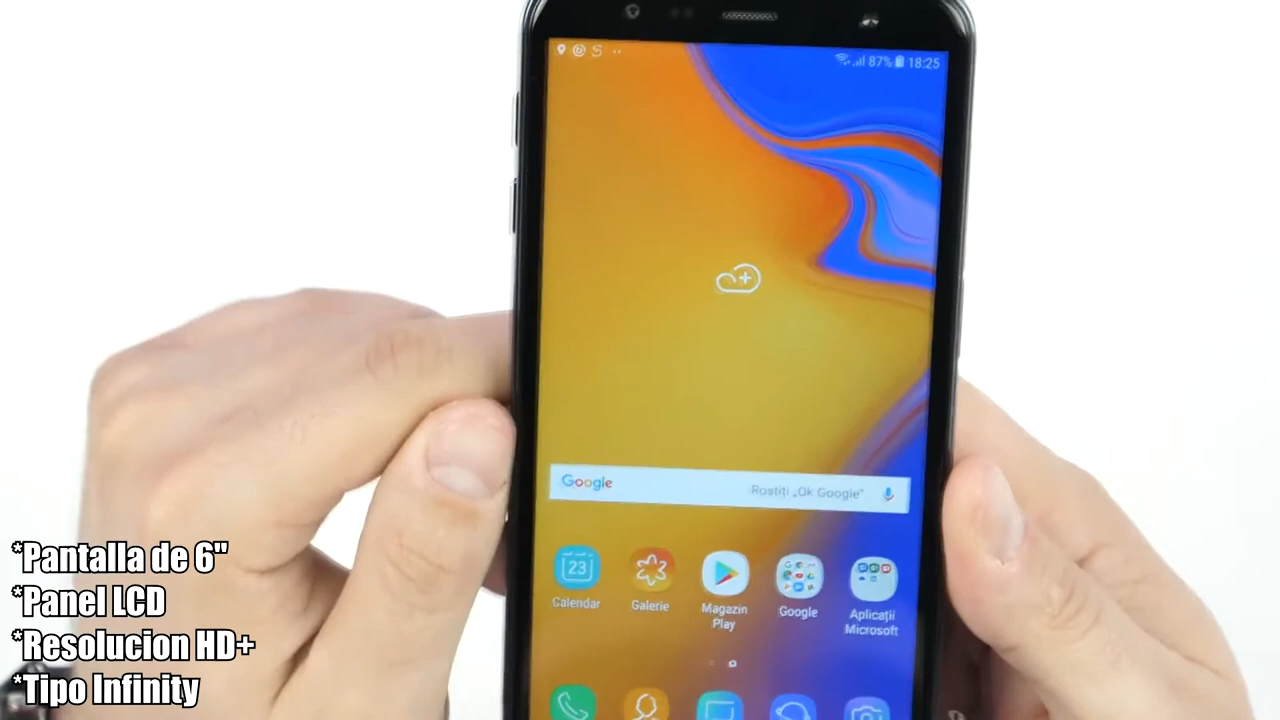 87% 18:25
Google
Rostiți „Ok Google"
23
Calendar
Galerie
Magazin
Play
Google
Aplicații
Microsoft
*Pantalla de 6"
*Panel LCD
*Resolucion HD+
*Tipo Infinity